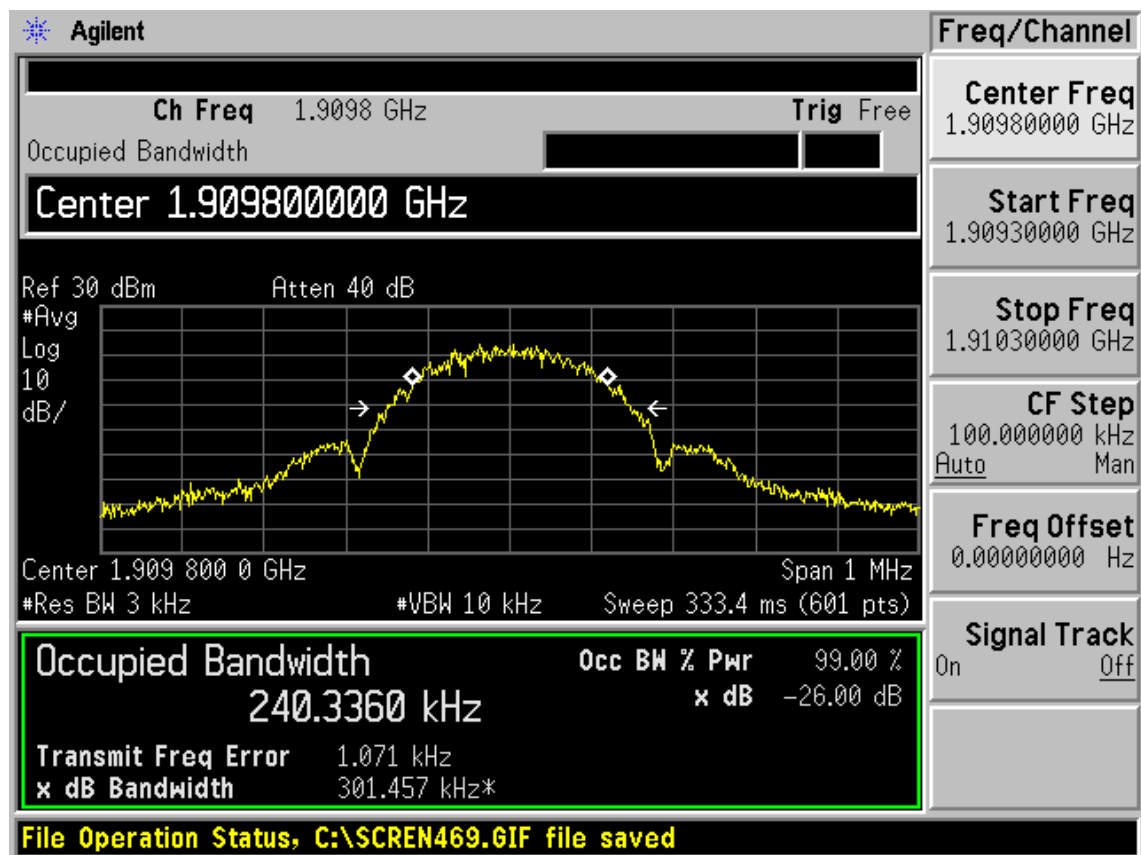 Agilent
Freq/Channel
Ch Freq 1.9098 GHz Trig Free
Occupied Bandwidth
Center 1.909800000 GHz
Ref 30 dBm Atten 40 dB
#Avg
Log
10
dB/
Center 1.909 800 0 GHz Span 1 MHz
#Res BW 3 kHz #VBW 10 kHz Sweep 333.4 ms (601 pts)
Occupied Bandwidth Occ BW % Pwr 99.00 %
240.3360 kHz x dB -26.00 dB
Transmit Freq Error 1.071 kHz
x dB Bandwidth 301.457 kHz*
Center Freq
1.90980000 GHz
Start Freq
1.90930000 GHz
Stop Freq
1.91030000 GHz
CF Step
100.000000 kHz
Auto Man
Freq Offset
0.00000000 Hz
Signal Track
On Off
File Operation Status, C:\SCREN469.GIF file saved